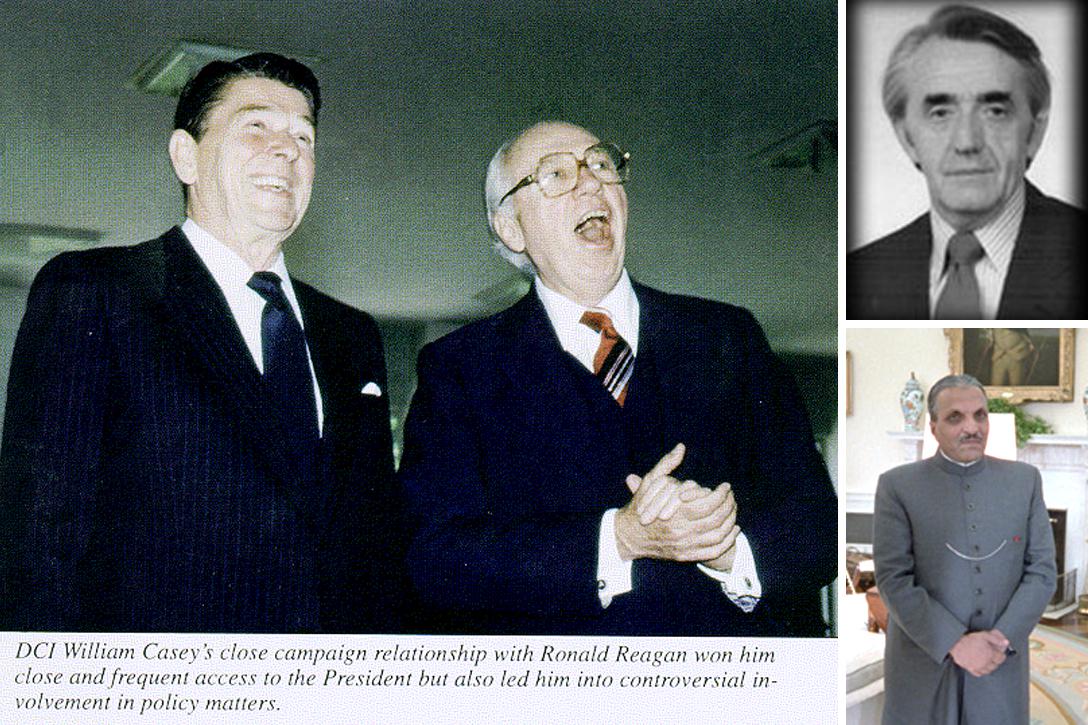 DCI William Casey's close campaign relationship with Ronald Reagan won him
close and frequent access to the President but also led him into controversial in-
volvement in policy matters.